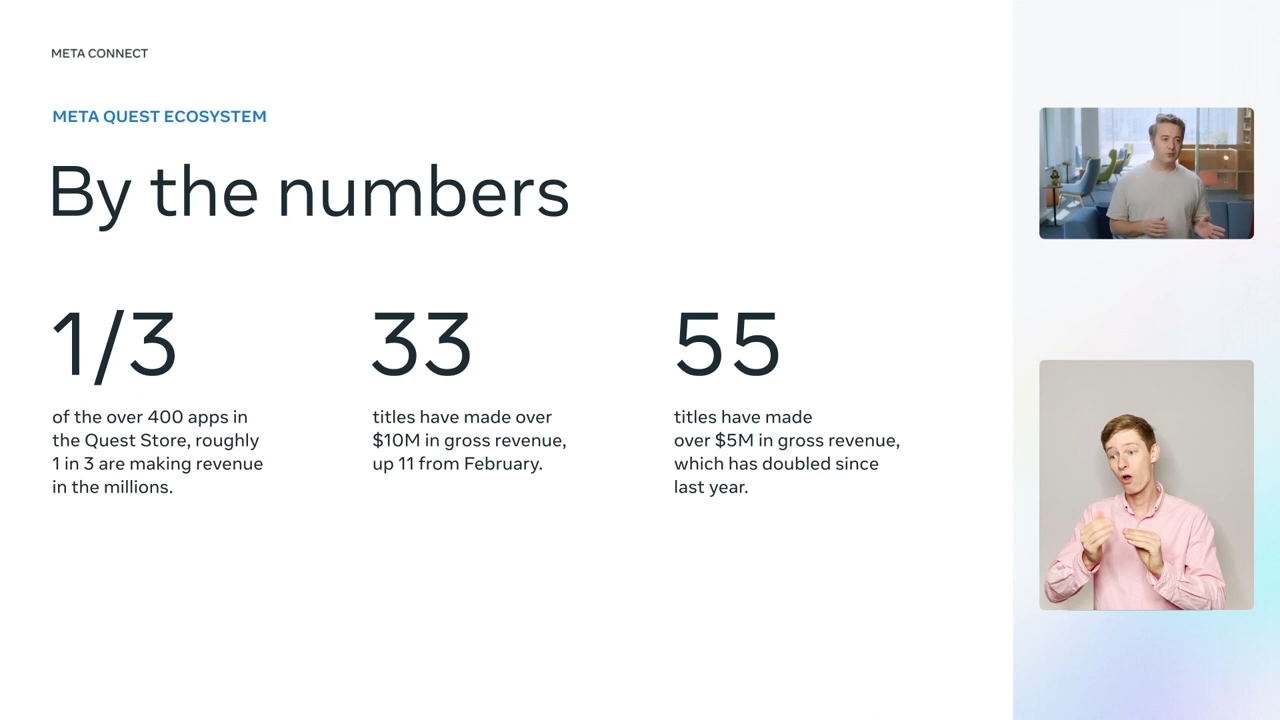 META CONNECT
META QUEST ECOSYSTEM
By the numbers
1/3
of the over 400 apps in
the Quest Store, roughly
1 in 3 are making revenue
in the millions.
33
titles have made over
$10M in gross revenue,
up 11 from February.
55
titles have made
over $5M in gross revenue,
which has doubled since
last year.